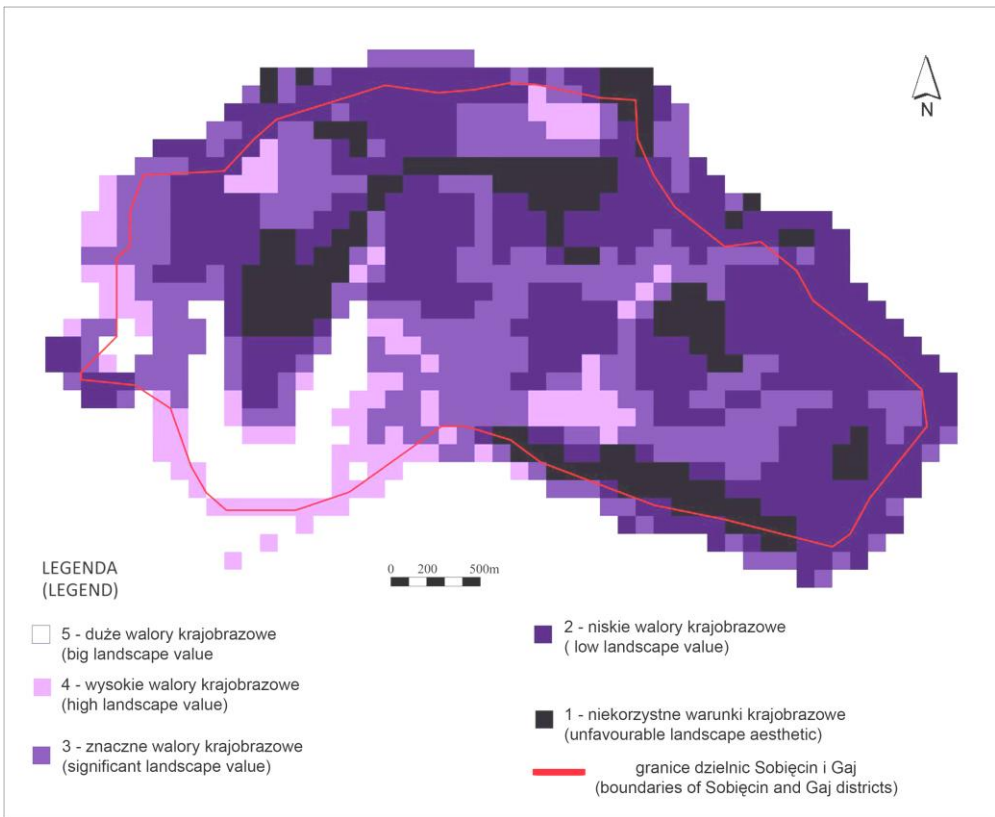 N
LEGENDA
(LEGEND)
0 200 500m
5 - duże walory krajobrazowe
(big landscape value
4 - wysokie walory krajobrazowe
(high landscape value)
3 - znaczne walory krajobrazowe
(significant landscape value)
2 - niskie walory krajobrazowe
( low landscape value)
1 - niekorzystne warunki krajobrazowe
(unfavourable landscape aesthetic)
granice dzielnic Sobięcin i Gaj
(boundaries of Sobięcin and Gaj districts)